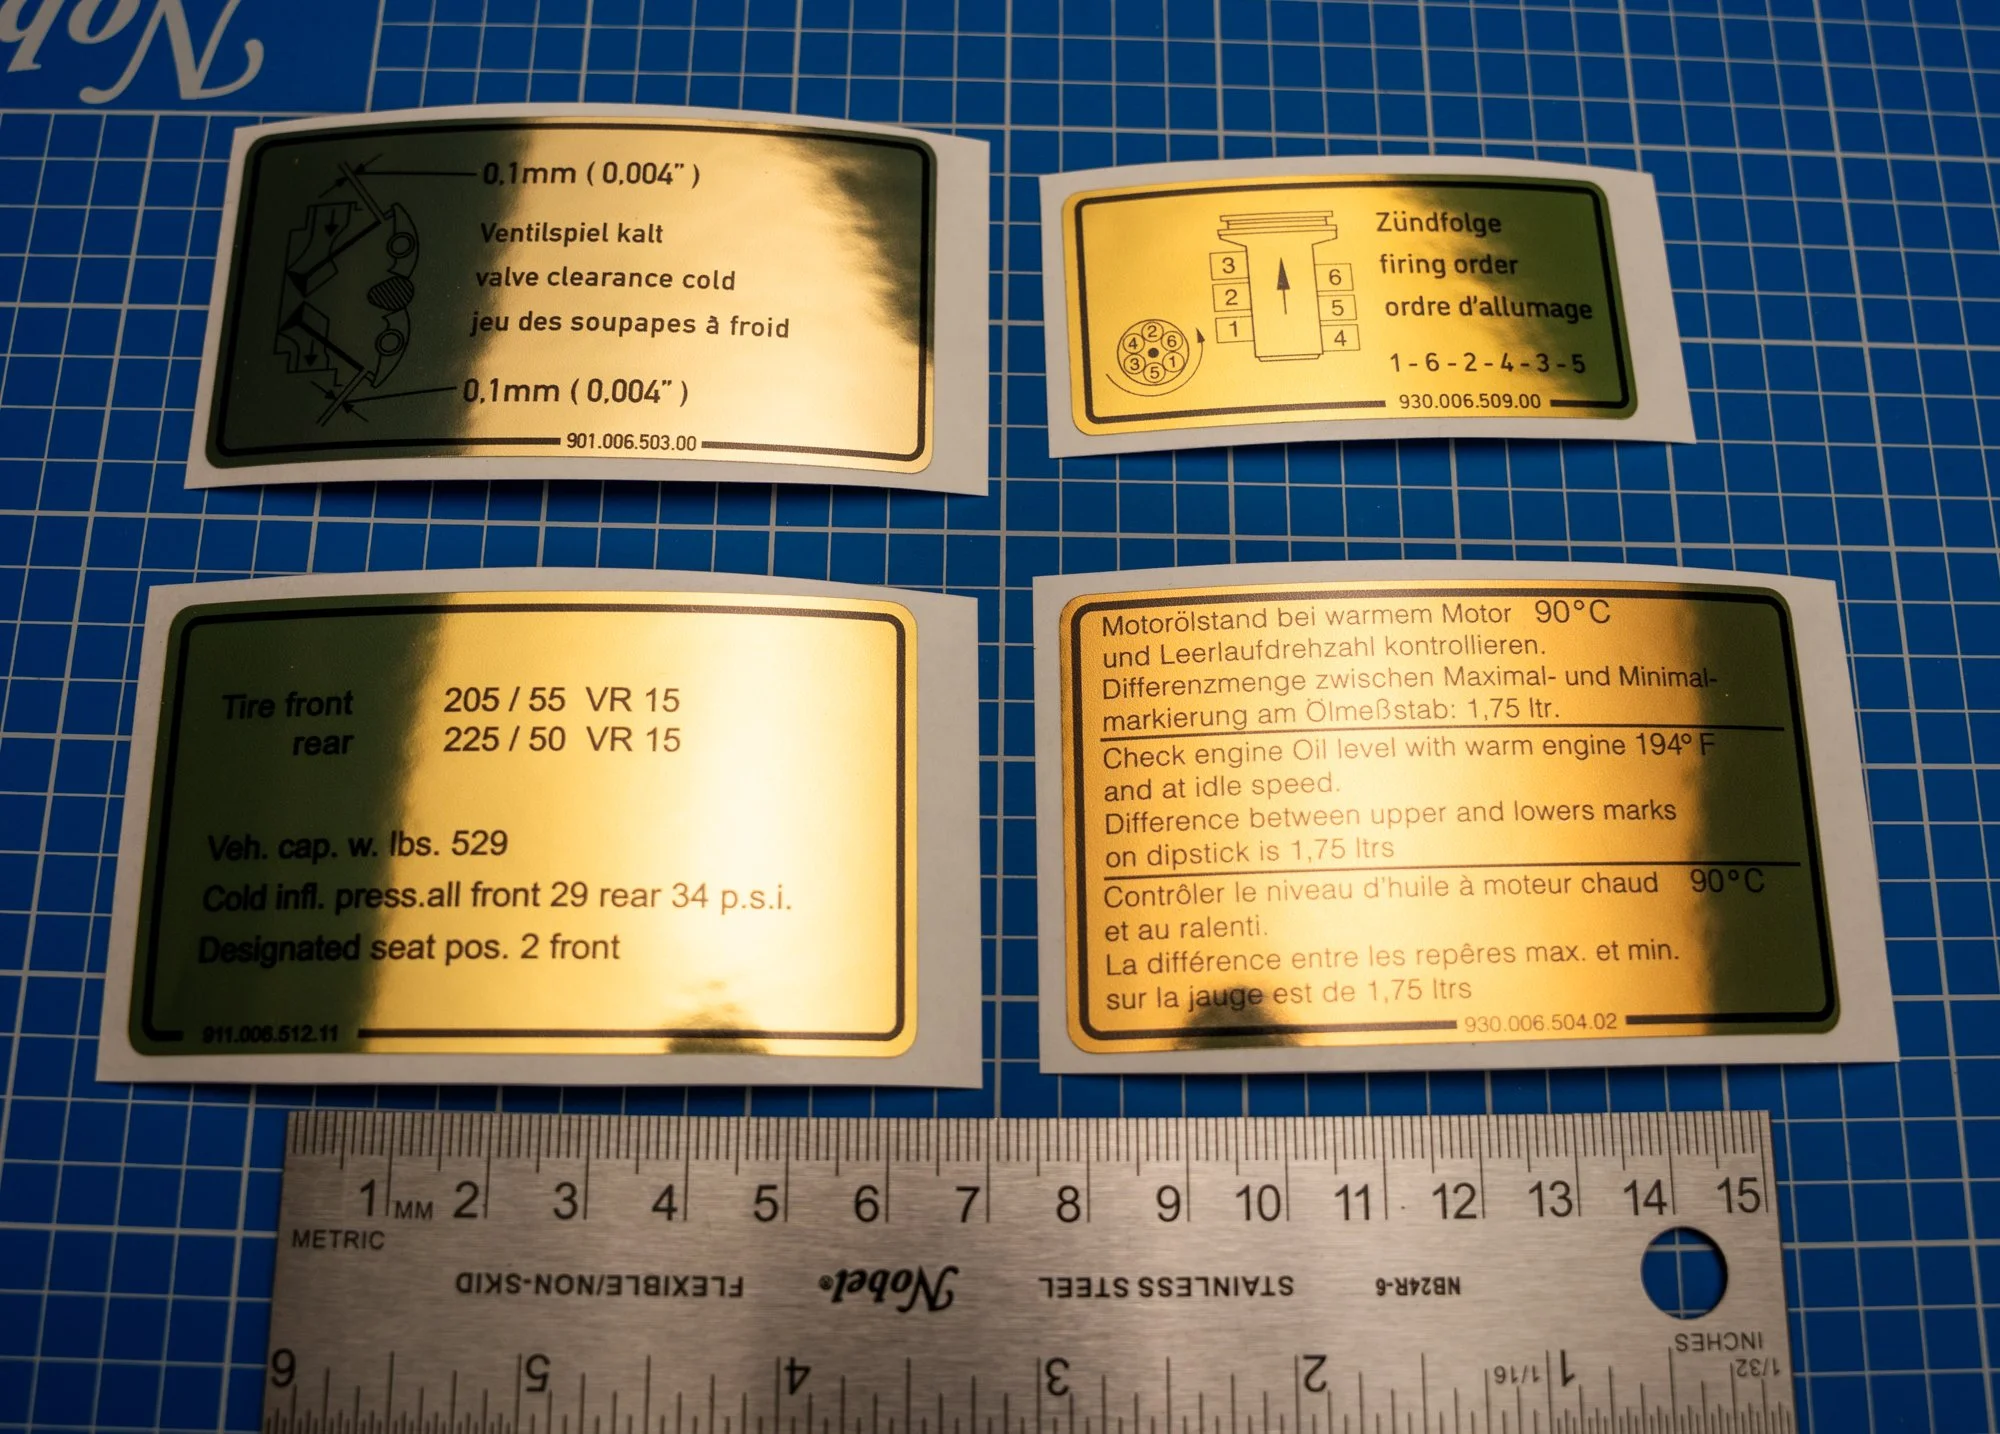 Nob
0,1mm ( 0,004" )
Ventilspiel kalt
valve clearance cold
jeu des soupapes à froid
0,1mm ( 0,004" )
901.006.503.00
Zündfolge
firing order
ordre d'allumage
1 - 6 - 2 - 4 - 3 - 5
3
2
1
6
5
4
2
6
1
5
3
4
930.006.509.00
Tire front 205 / 55 VR 15
rear 225 / 50 VR 15
Veh. cap. w. lbs. 529
Cold infl. press.all front 29 rear 34 p.s.i.
Designated seat pos. 2 front
911.006.512.11
Motorölstand bei warmem Motor 90°C
und Leerlaufdrehzahl kontrollieren.
Differenzmenge zwischen Maximal- und Minimal-
markierung am Ölmeßstab: 1,75 ltr.
Check engine Oil level with warm engine 194° F
and at idle speed.
Difference between upper and lowers marks
on dipstick is 1,75 ltrs
Contrôler le niveau d'huile à moteur chaud 90°C
et au ralenti.
La différence entre les repêres max. et min.
sur la jauge est de 1,75 ltrs
930.006.504.02
1 MM 2 3 4 5 6 7 8 9 10 11 12 13 14 15
METRIC
FLEXIBLE/NON-SKID Nobel® STAINLESS STEEL NB24R-6
INCHES
6 5 4 3 2 1/16 1 1/32